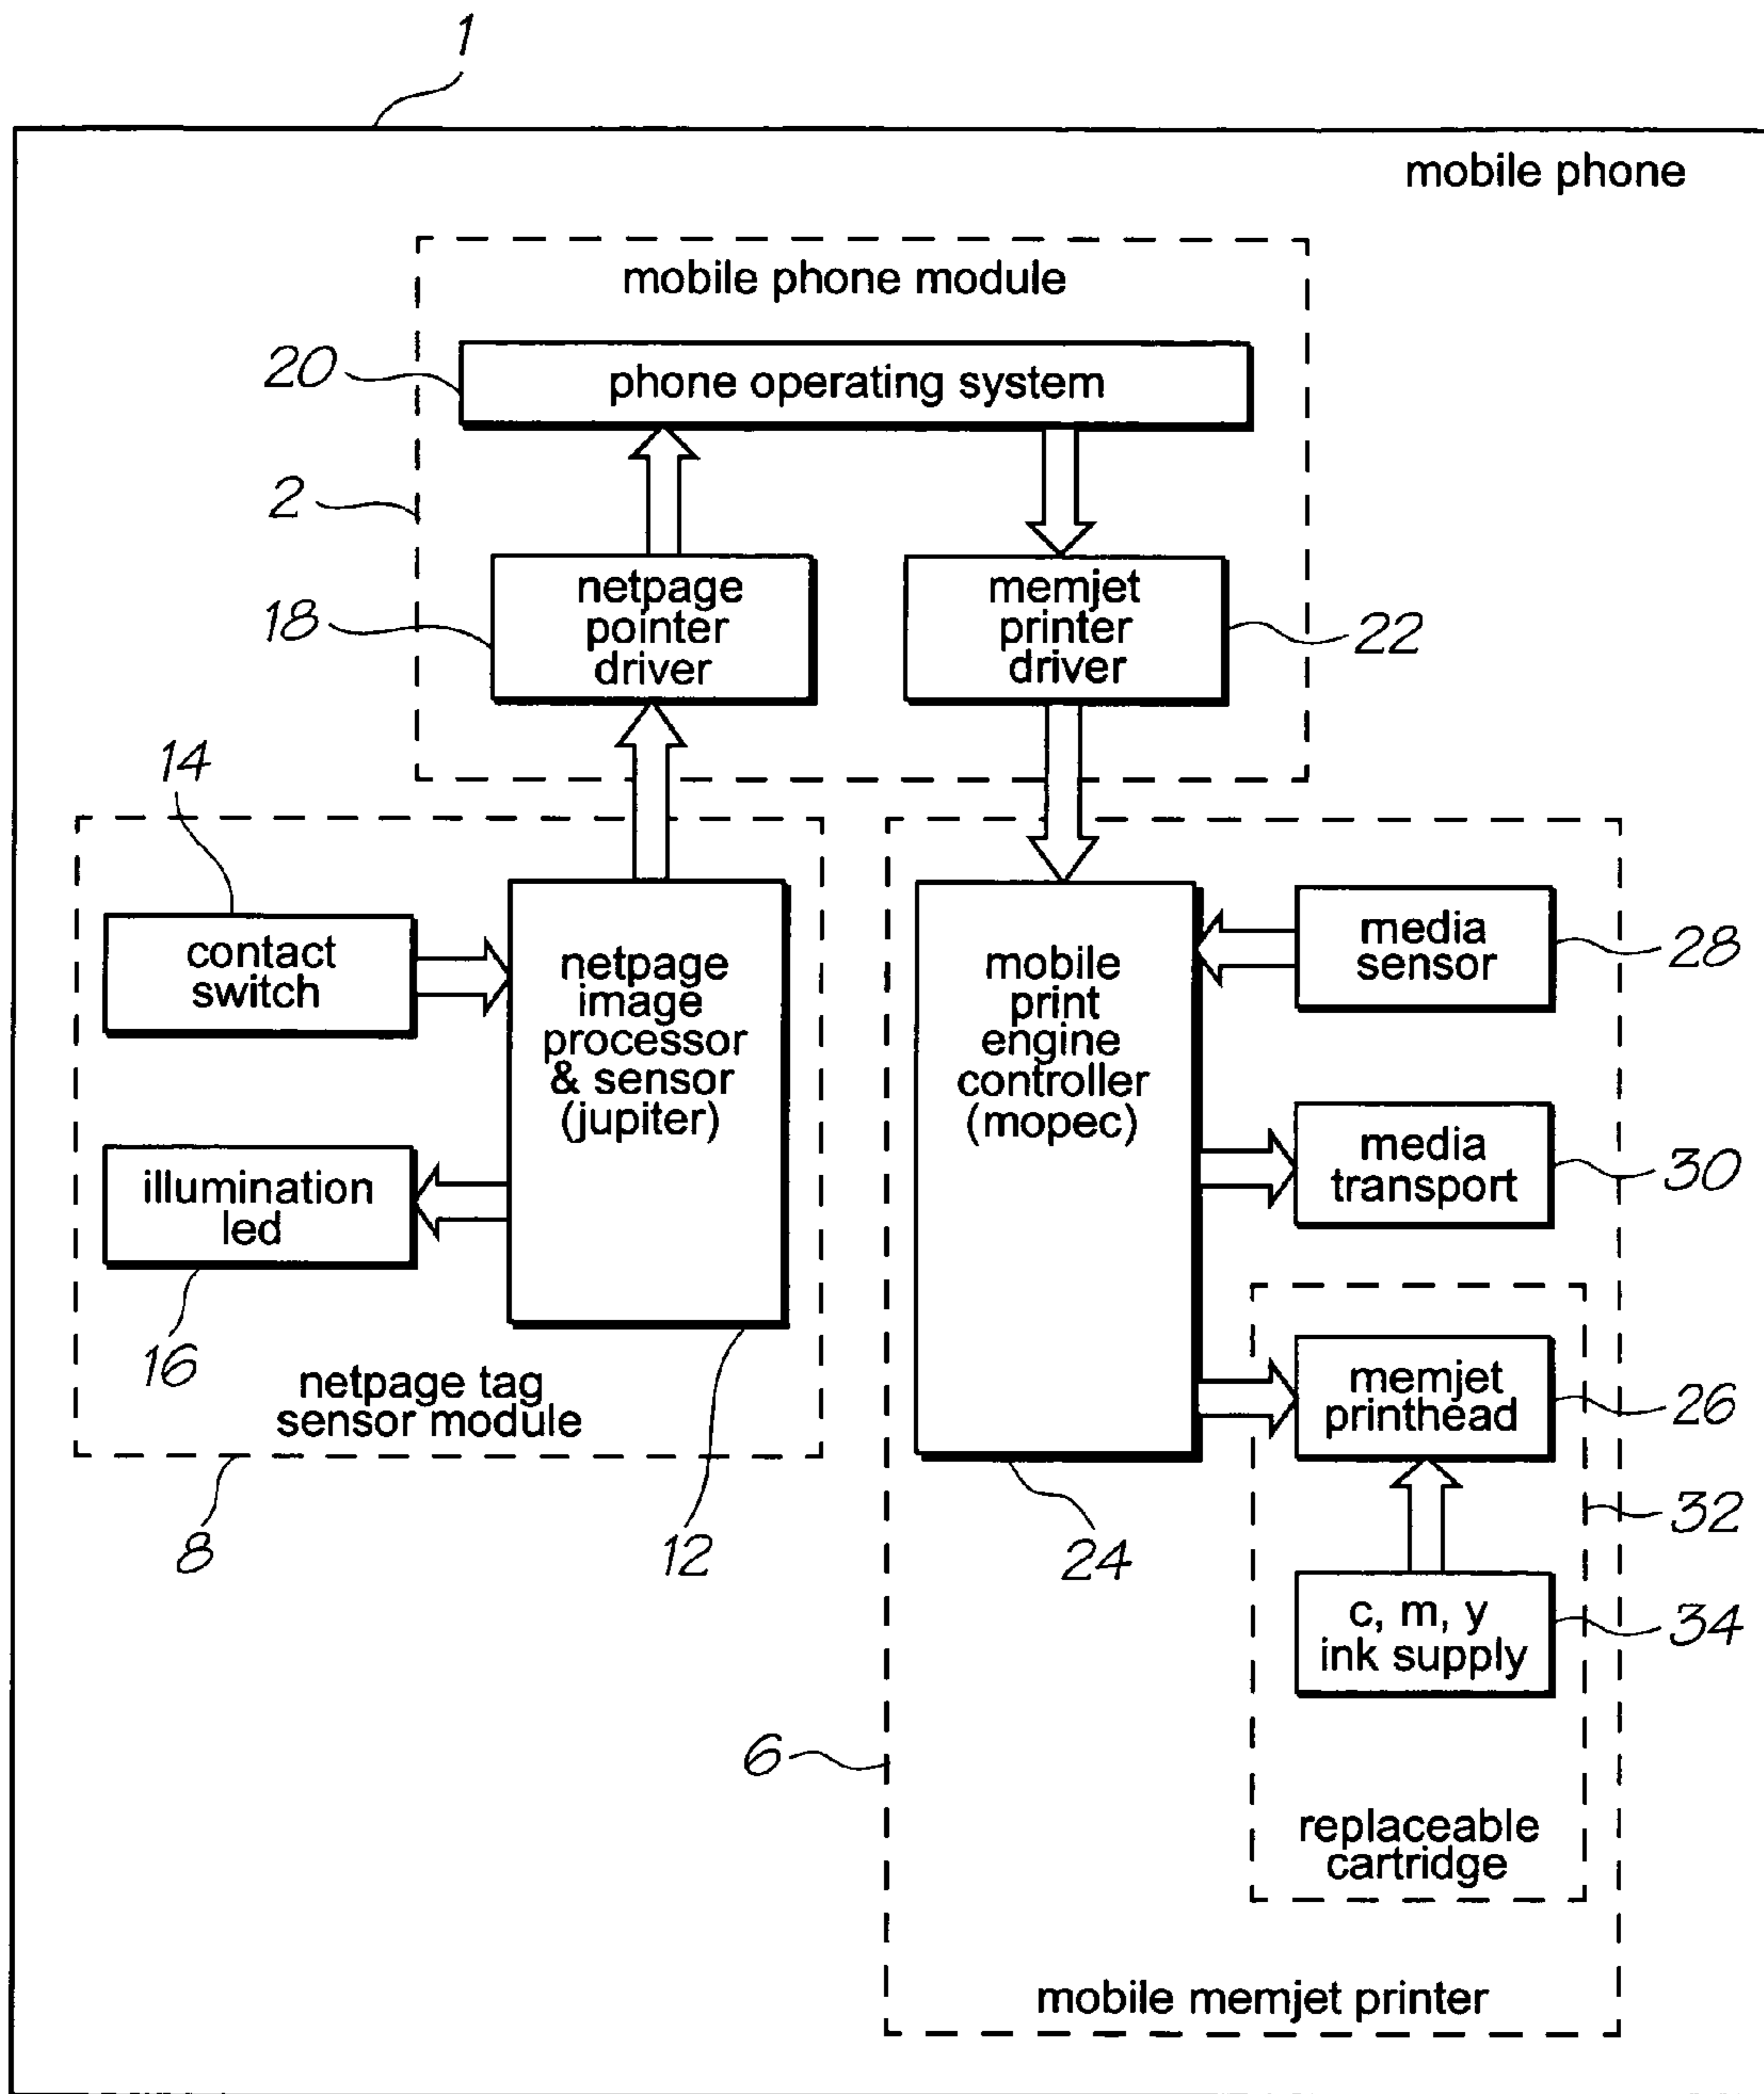 1
mobile phone
mobile phone module
20
phone operating system
2
18
netpage
pointer
driver
memjet
printer
driver
22
14
contact
switch
netpage
image
processor
& sensor
(jupiter)
illumination
led
16
netpage tag
sensor module
8
12
mobile
print
engine
controller
(mopec)
24
media
sensor
28
media
transport
30
memjet
printhead
26
32
c, m, y
ink supply
34
6
replaceable
cartridge
mobile memjet printer